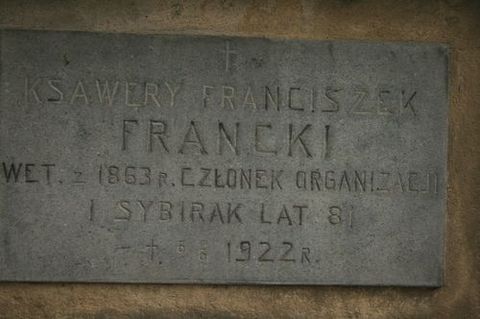 †
KSAWERY FRANCISZEK
FRANCKI
WET. z 1863 R. CZŁONEK ORGANIZACJI
I SYBIRAK LAT 81
- †. 1922 R.